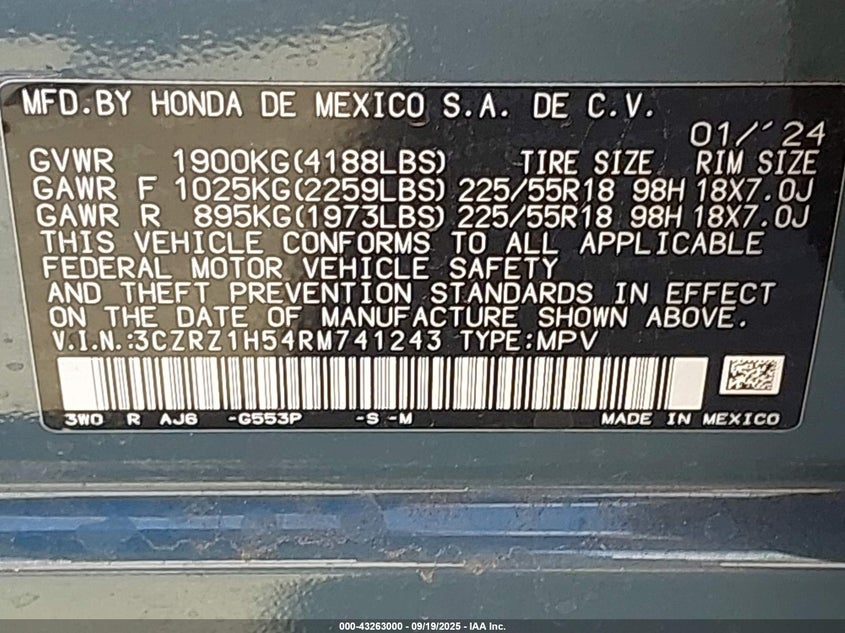 MFD.BY HONDA DE MEXICO S.A. DE C.V.
01/'24
GVWR 1900KG(4188LBS) TIRE SIZE RIM SIZE
GAWR F 1025KG(2259LBS) 225/55R18 98H 18X7.0J
GAWR R 895KG(1973LBS) 225/55R18 98H 18X7.0J
THIS VEHICLE CONFORMS TO ALL APPLICABLE
FEDERAL MOTOR VEHICLE SAFETY
AND THEFT PREVENTION STANDARDS IN EFFECT
ON THE DATE OF MANUFACTURE SHOWN ABOVE.
V.I.N.:3CZRZ1H54RM741243 TYPE:MPV
3W0 R AJ6 -G553P -S -M MADE IN MEXICO
000-43263000 - 09/19/2025 - IAA Inc.